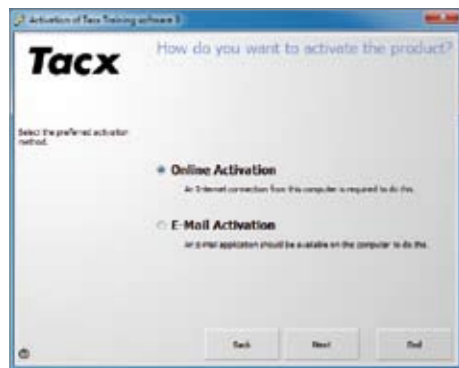 Activation of Tacx Training software 3
Tacx
How do you want to activate the product?
Select the preferred activation
method.
Online Activation
An Internet connection from this computer is required to do this.
E-Mail Activation
An E-mail application should be available on the computer to do this.
Back
Next
End